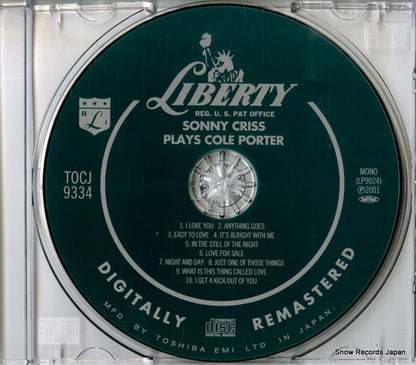 LIBERTY
REG. U. S. PAT OFFICE
SONNY CRISS
PLAYS COLE PORTER
R L I
TOCJ
9334
MONO
(LP9024)
Ⓟ2001
1. I LOVE YOU 2. ANYTHING GOES
3. EASY TO LOVE 4. IT'S ALRIGHT WITH ME
5. IN THE STILL OF THE NIGHT
6. LOVE FOR SALE
7. NIGHT AND DAY 8. JUST ONE OF THOSE THINGS
9. WHAT IS THIS THING CALLED LOVE
10. I GET A KICK OUT OF YOU
DIGITALLY REMASTERED
COMPACT
disc
DIGITAL AUDIO
MFD. BY TOSHIBA EMI LTD IN JAPAN.
Snow Records Japan
(C)